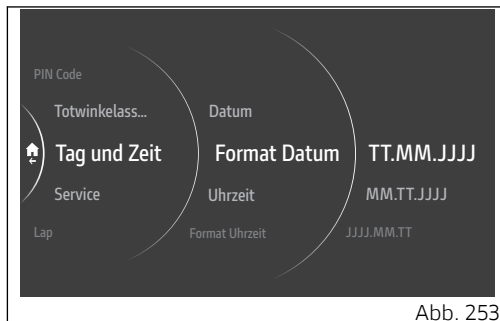 PIN Code
Totwinkelass... Datum
Tag und Zeit Format Datum TT.MM.JJJJ
Service Uhrzeit MM.TT.JJJJ
Lap Format Uhrzeit JJJJ.MM.TT
Abb. 253